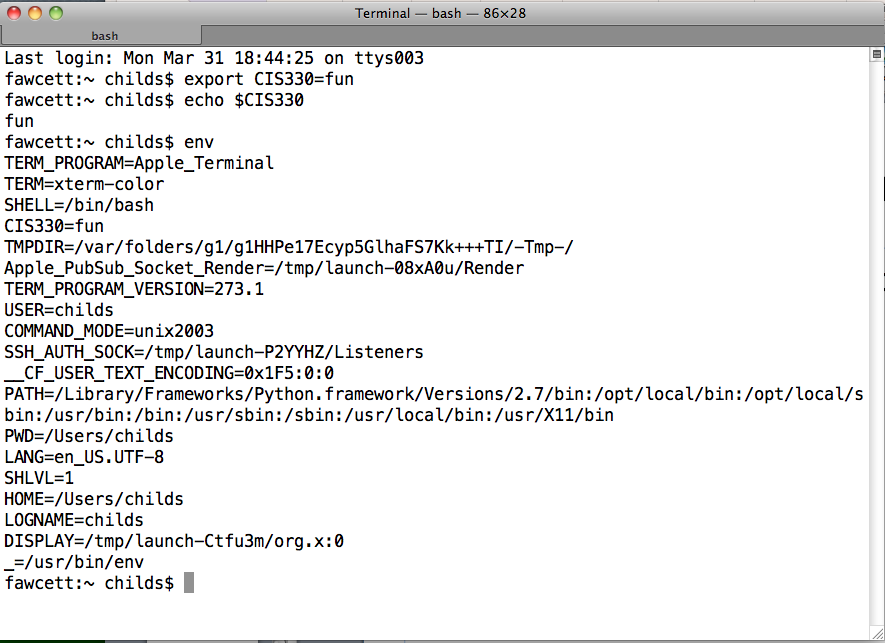 Terminal — bash — 86×28
bash
Last login: Mon Mar 31 18:44:25 on ttys003
fawcett:~ childs$ export CIS330=fun
fawcett:~ childs$ echo $CIS330
fun
fawcett:~ childs$ env
TERM_PROGRAM=Apple_Terminal
TERM=xterm-color
SHELL=/bin/bash
CIS330=fun
TMPDIR=/var/folders/g1/g1HHPe17Ecyp5GlhaFS7Kk+++TI/-Tmp-/
Apple_PubSub_Socket_Render=/tmp/launch-08xA0u/Render
TERM_PROGRAM_VERSION=273.1
USER=childs
COMMAND_MODE=unix2003
SSH_AUTH_SOCK=/tmp/launch-P2YYHZ/Listeners
__CF_USER_TEXT_ENCODING=0x1F5:0:0
PATH=/Library/Frameworks/Python.framework/Versions/2.7/bin:/opt/local/bin:/opt/local/s
bin:/usr/bin:/bin:/usr/sbin:/sbin:/usr/local/bin:/usr/X11/bin
PWD=/Users/childs
LANG=en_US.UTF-8
SHLVL=1
HOME=/Users/childs
LOGNAME=childs
DISPLAY=/tmp/launch-Ctfu3m/org.x:0
_=/usr/bin/env
fawcett:~ childs$